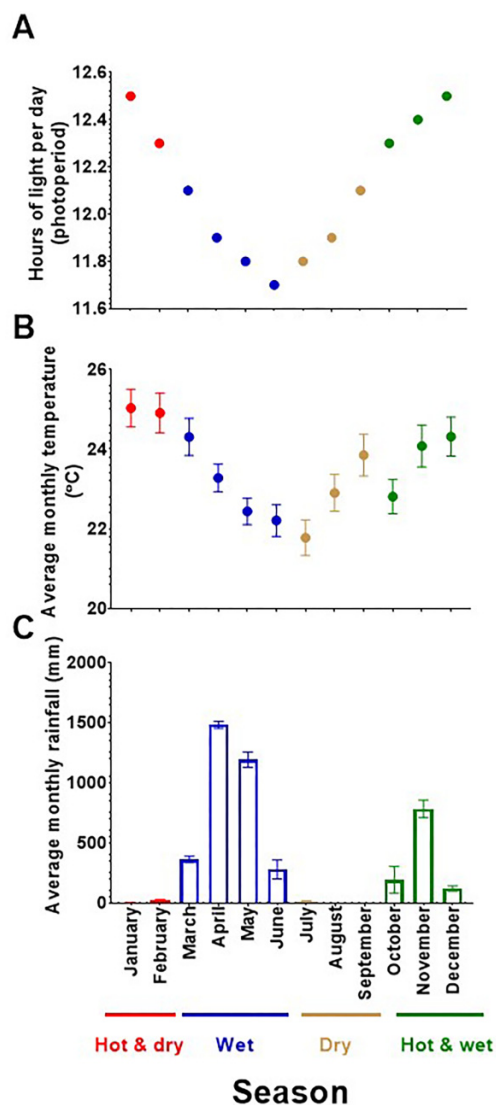 A
Hours of light per day
(photoperiod)
12.6
12.4
12.2
12.0
11.8
11.6
B
Average monthly temperature
(°C)
26
24
22
20
C
Average monthly rainfall (mm)
2000
1500
1000
500
0
January
February
March
April
May
June
July
August
September
October
November
December
Hot & dry
Wet
Dry
Hot & wet
Season